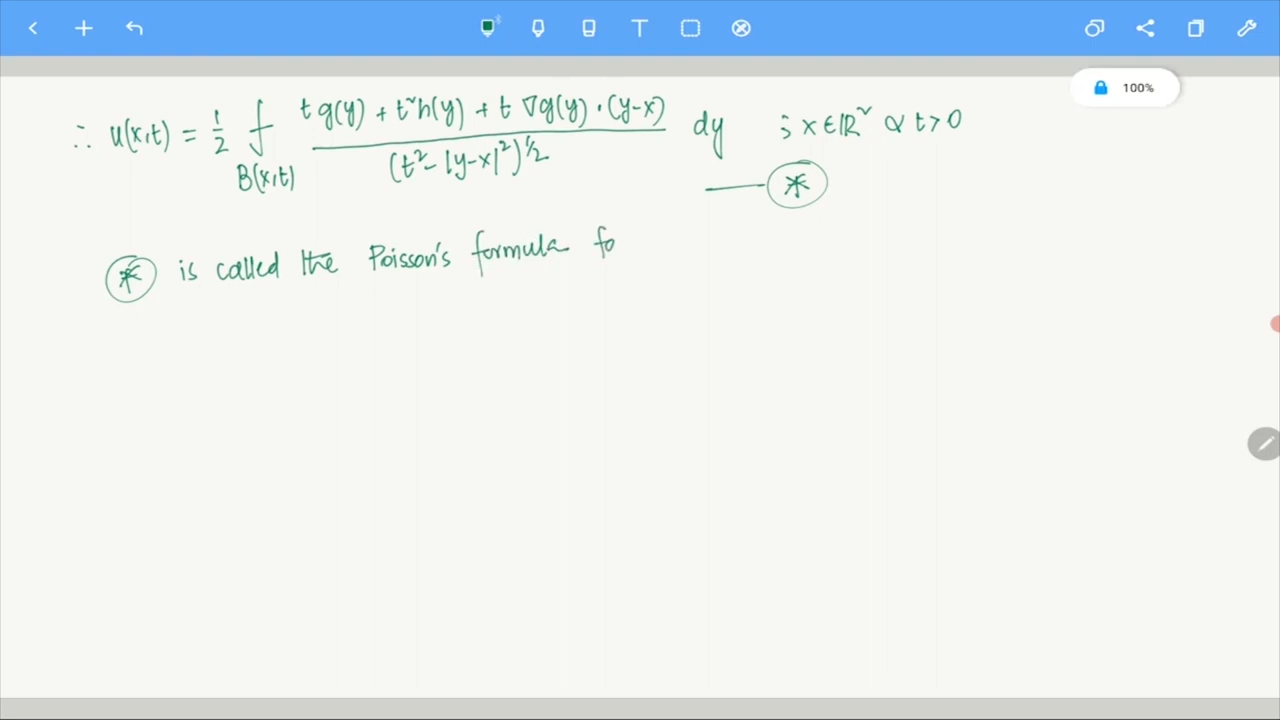 100%
∴ u(x,t) = 1/2 ⨍_{B(x,t)} (t g(y) + t² h(y) + t ∇g(y) · (y-x)) / (t² - |y-x|²)^{1/2} dy ; x ∈ ℝ² & t > 0
— (*)
(*) is called the Poisson's formula fo